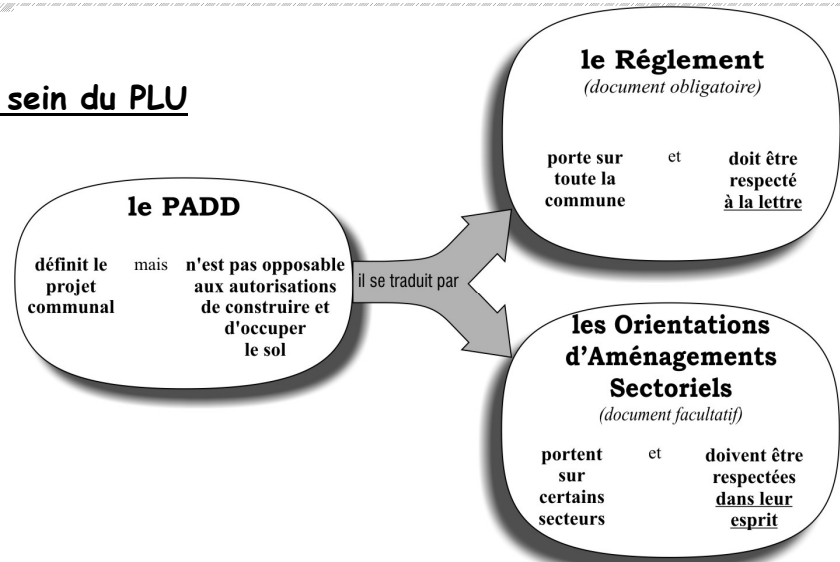 sein du PLU
le PADD
définit le
projet
communal
mais
n'est pas opposable
aux autorisations
de construire et
d'occuper
le sol
il se traduit par
le Réglement
(document obligatoire)
porte sur
toute la
commune
et
doit être
respecté
à la lettre
les Orientations
d'Aménagements
Sectoriels
(document facultatif)
portent
sur
certains
secteurs
et
doivent être
respectées
dans leur
esprit